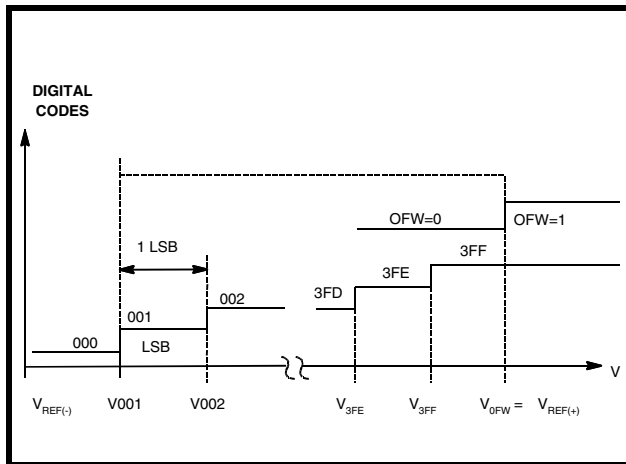 DIGITAL
CODES
OFW=0
OFW=1
1 LSB
3FF
3FE
3FD
002
001
000
LSB
V
VREF(-)
V001
V002
V3FE
V3FF
V0FW = VREF(+)